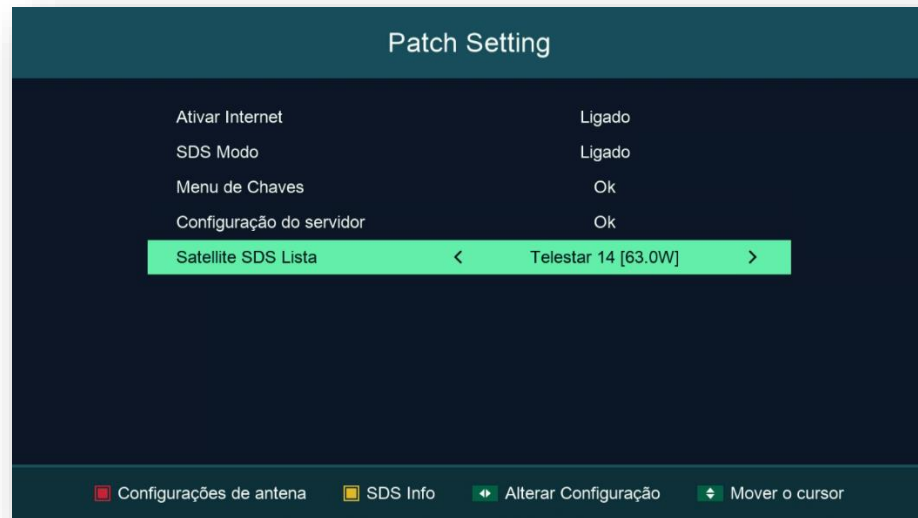 Patch Setting
Ativar Internet Ligado
SDS Modo Ligado
Menu de Chaves Ok
Configuração do servidor Ok
Satellite SDS Lista < Telestar 14 [63.0W] >
Configurações de antena SDS Info Alterar Configuração Mover o cursor